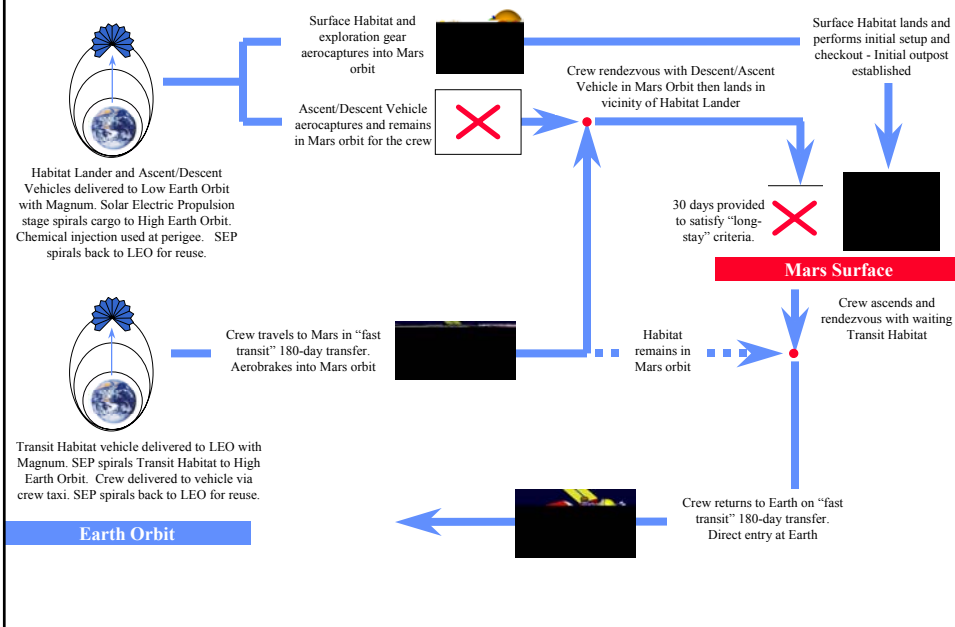 Surface Habitat and
exploration gear
aerocaptures into Mars
orbit
Surface Habitat lands and
performs initial setup and
checkout - Initial outpost
established
Crew rendezvous with Descent/Ascent
Vehicle in Mars Orbit then lands in
vicinity of Habitat Lander
Ascent/Descent Vehicle
aerocaptures and remains
in Mars orbit for the crew
Habitat Lander and Ascent/Descent
Vehicles delivered to Low Earth Orbit
with Magnum. Solar Electric Propulsion
stage spirals cargo to High Earth Orbit.
Chemical injection used at perigee. SEP
spirals back to LEO for reuse.
30 days provided
to satisfy “long-
stay” criteria.
Mars Surface
Crew ascends and
rendezvous with waiting
Transit Habitat
Crew travels to Mars in “fast
transit” 180-day transfer.
Aerobrakes into Mars orbit
Habitat
remains in
Mars orbit
Transit Habitat vehicle delivered to LEO with
Magnum. SEP spirals Transit Habitat to High
Earth Orbit. Crew delivered to vehicle via
crew taxi. SEP spirals back to LEO for reuse.
Earth Orbit
Crew returns to Earth on “fast
transit” 180-day transfer.
Direct entry at Earth